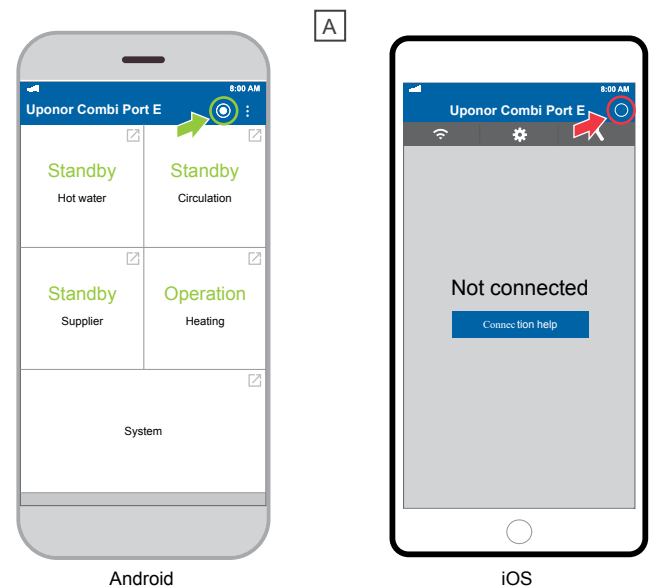 A
8:00 AM
Uponor Combi Port E
Standby
Hot water
Standby
Circulation
Standby
Supplier
Operation
Heating
System
Android
8:00 AM
Uponor Combi Port E
Not connected
Connection help
iOS